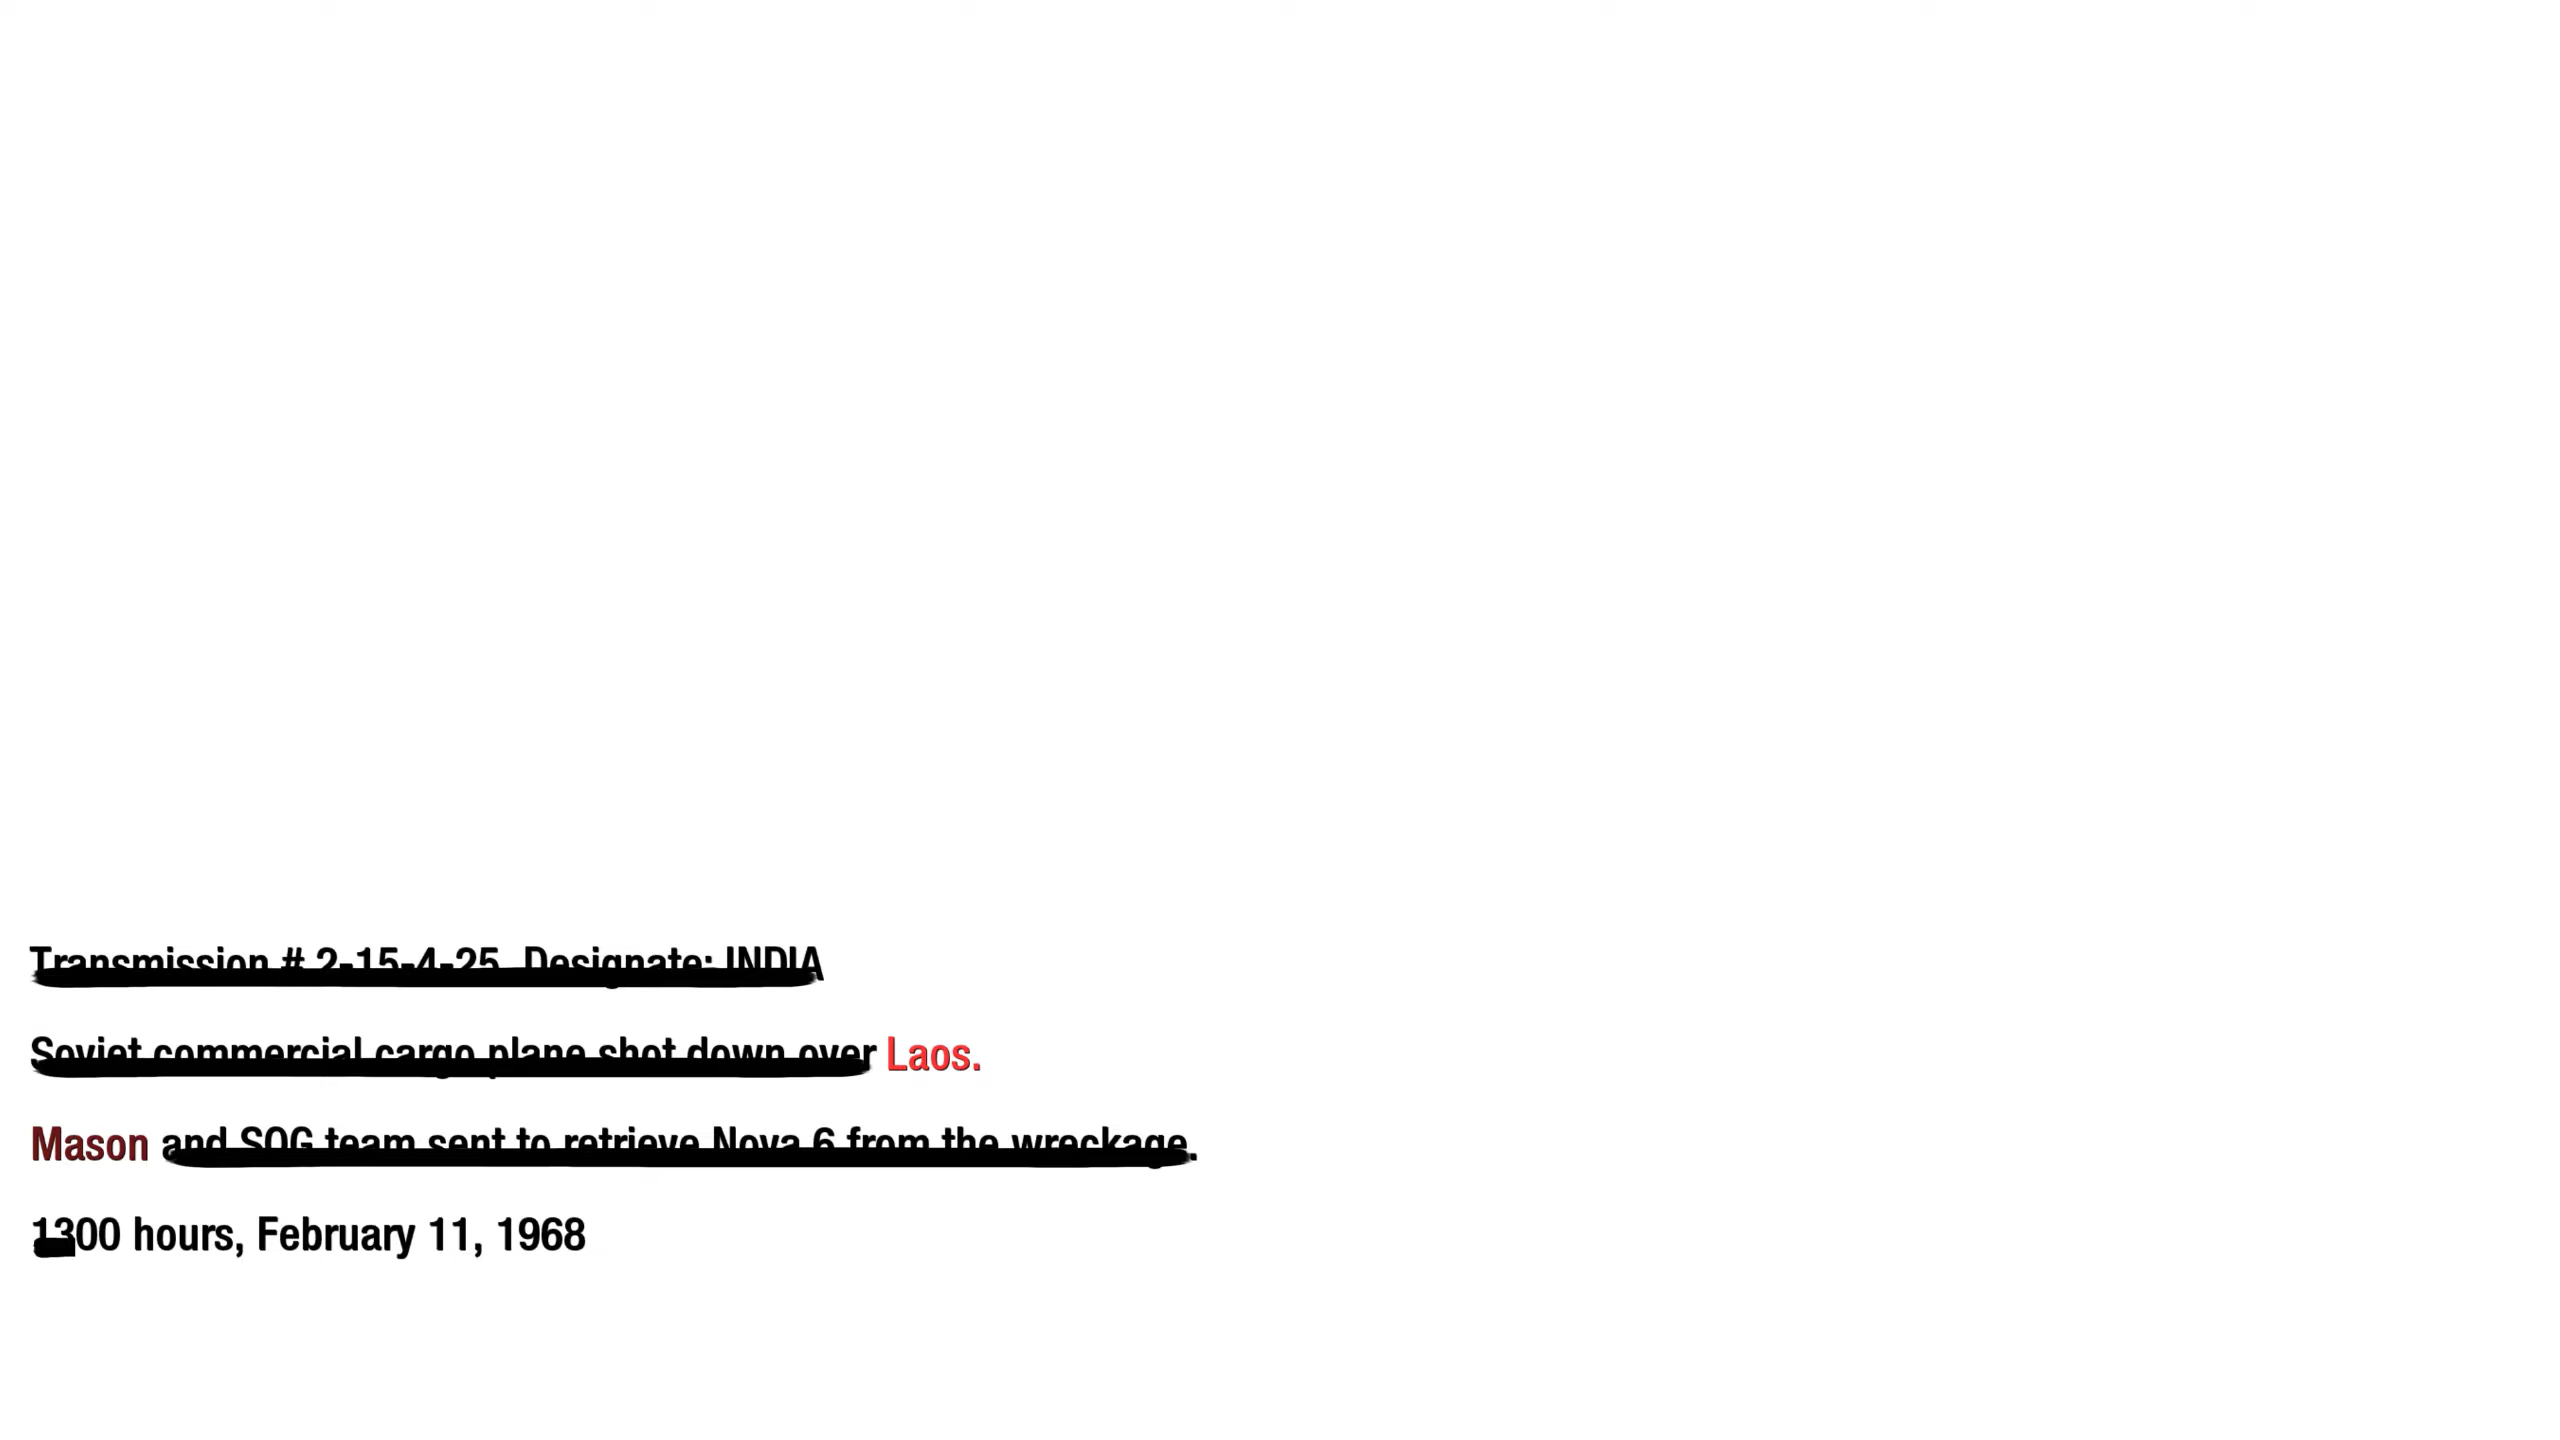 Transmission # 2-15-4-25, Designate: INDIA
Soviet commercial cargo plane shot down over Laos.
Mason and SOG team sent to retrieve Nova 6 from the wreckage.
1300 hours, February 11, 1968